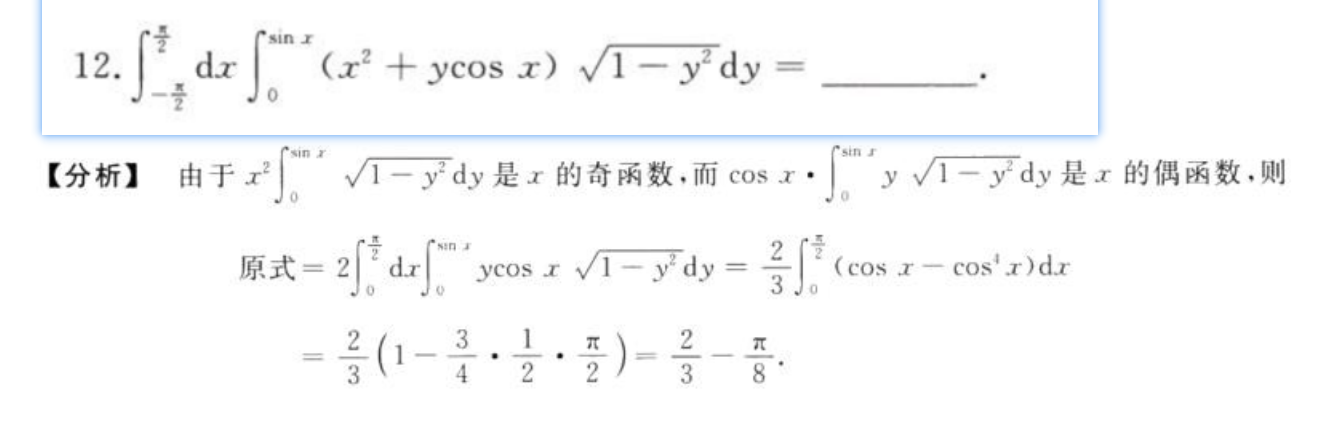 12. $\int_{-\frac{\pi}{2}}^{\frac{\pi}{2}} \mathrm{d}x \int_{0}^{\sin x} (x^2 + y\cos x) \sqrt{1-y^2}\mathrm{d}y =$ ________.
【分析】 由于 $x^2\int_{0}^{\sin x} \sqrt{1-y^2}\mathrm{d}y$ 是 $x$ 的奇函数,而 $\cos x \cdot \int_{0}^{\sin x} y\sqrt{1-y^2}\mathrm{d}y$ 是 $x$ 的偶函数,则
原式 $= 2\int_{0}^{\frac{\pi}{2}} \mathrm{d}x \int_{0}^{\sin x} y\cos x \sqrt{1-y^2}\mathrm{d}y = \frac{2}{3}\int_{0}^{\frac{\pi}{2}} (\cos x - \cos^4 x)\mathrm{d}x$
$= \frac{2}{3}\left(1 - \frac{3}{4} \cdot \frac{1}{2} \cdot \frac{\pi}{2}\right) = \frac{2}{3} - \frac{\pi}{8}.$